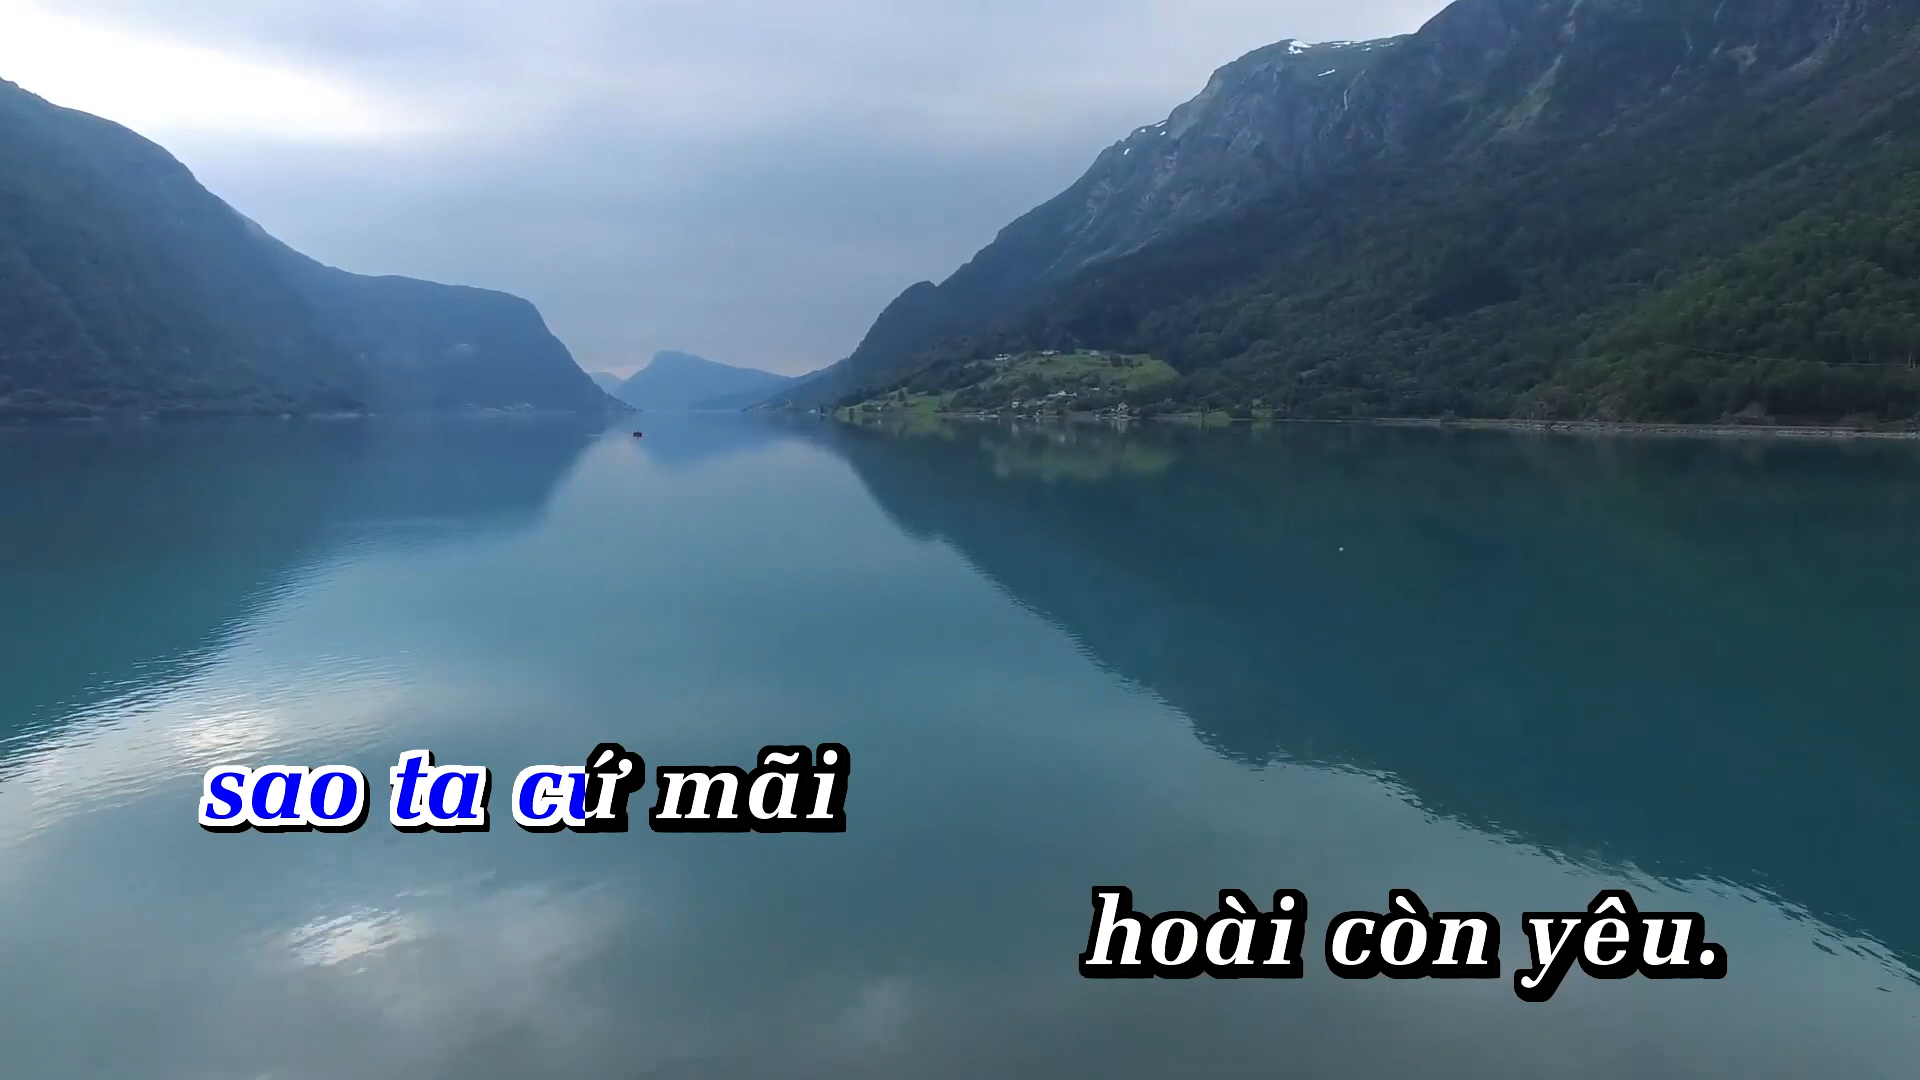 sao ta cứ mãi
hoài còn yêu.